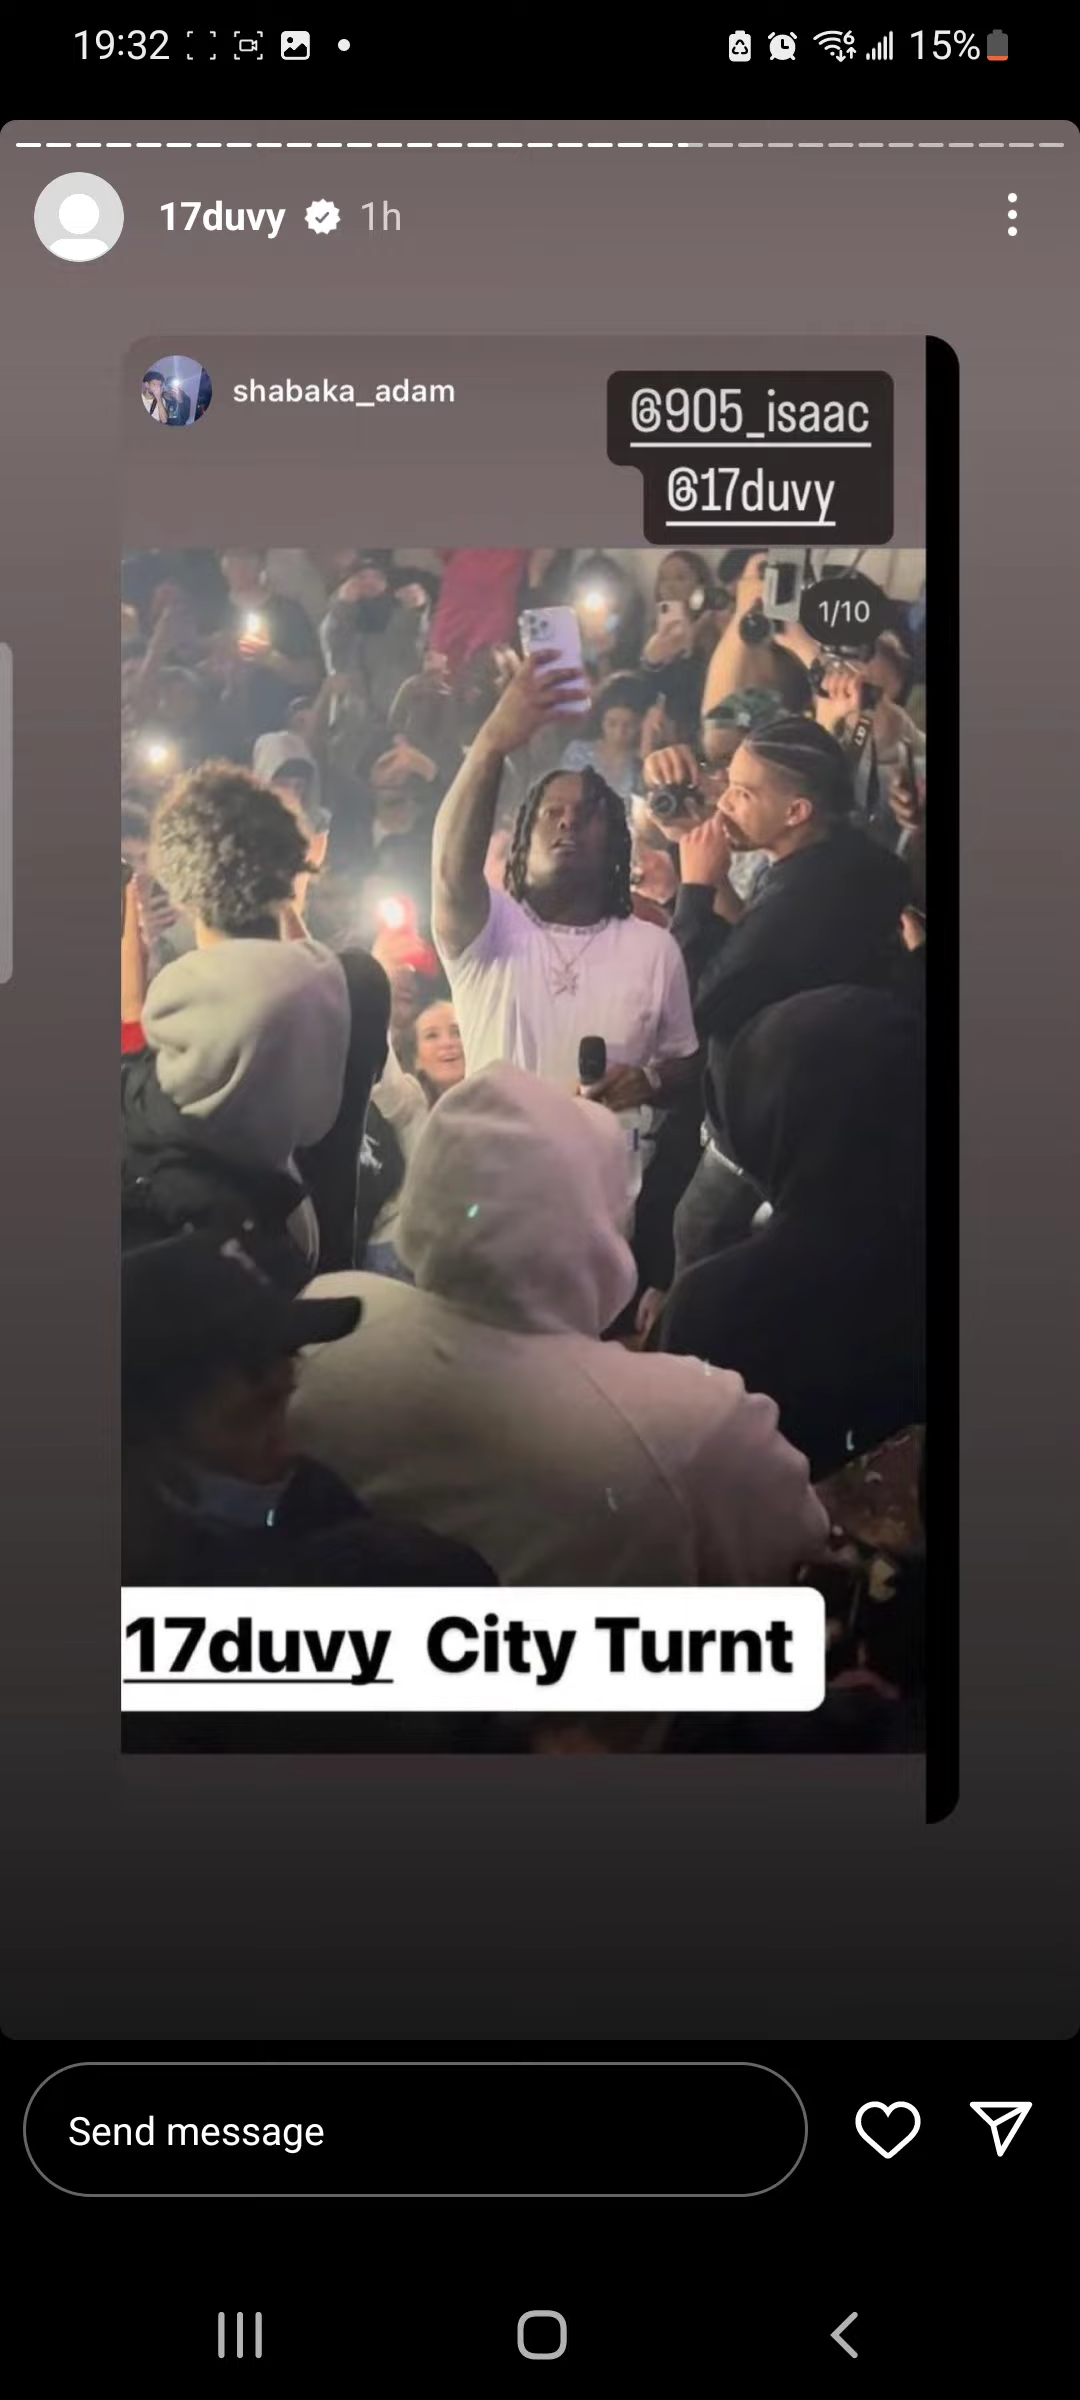 19:32 15%
17duvy 1h
shabaka_adam
@905_isaac
@17duvy
1/10
17duvy City Turnt
Send message